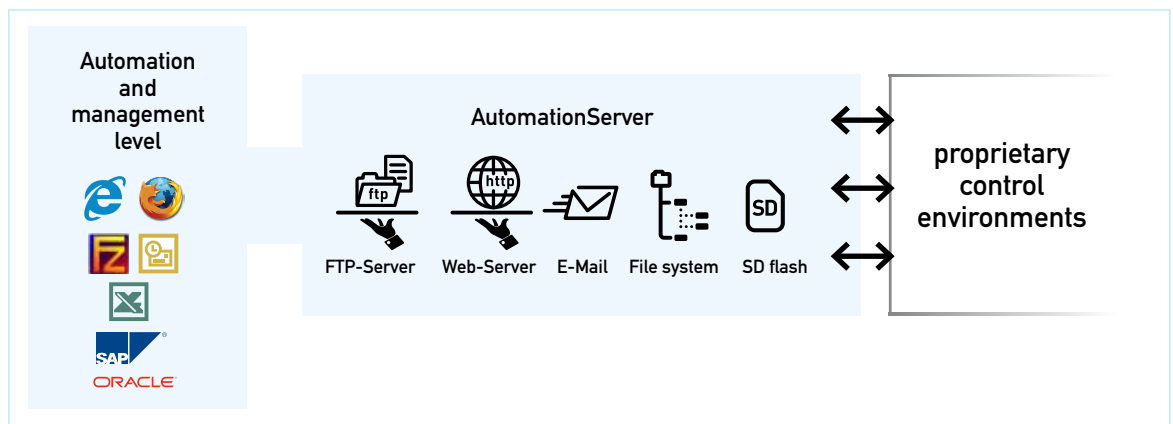 Automation
and
management
level
FZ
SAP
®
ORACLE
AutomationServer
ftp
http
SD
FTP-Server
Web-Server
E-Mail
File system
SD flash
proprietary
control
environments